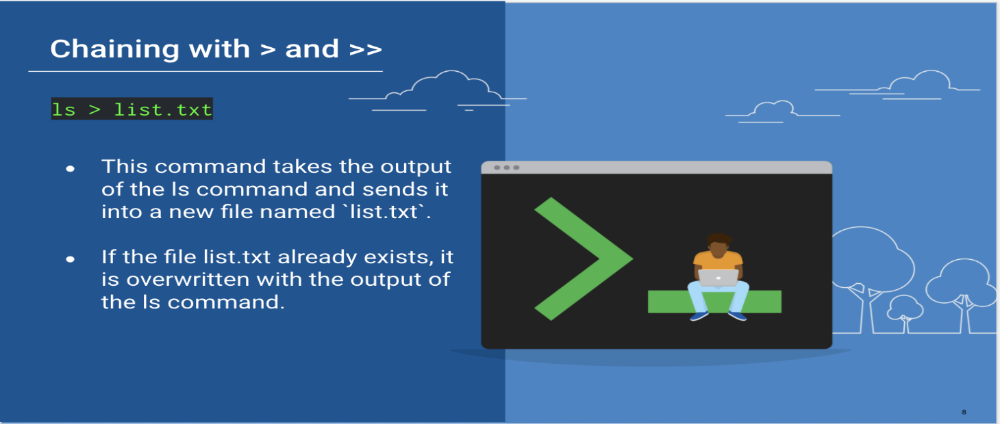 Chaining with > and >>
ls > list.txt
• This command takes the output
of the ls command and sends it
into a new file named `list.txt`.
• If the file list.txt already exists, it
is overwritten with the output of
the ls command.
8